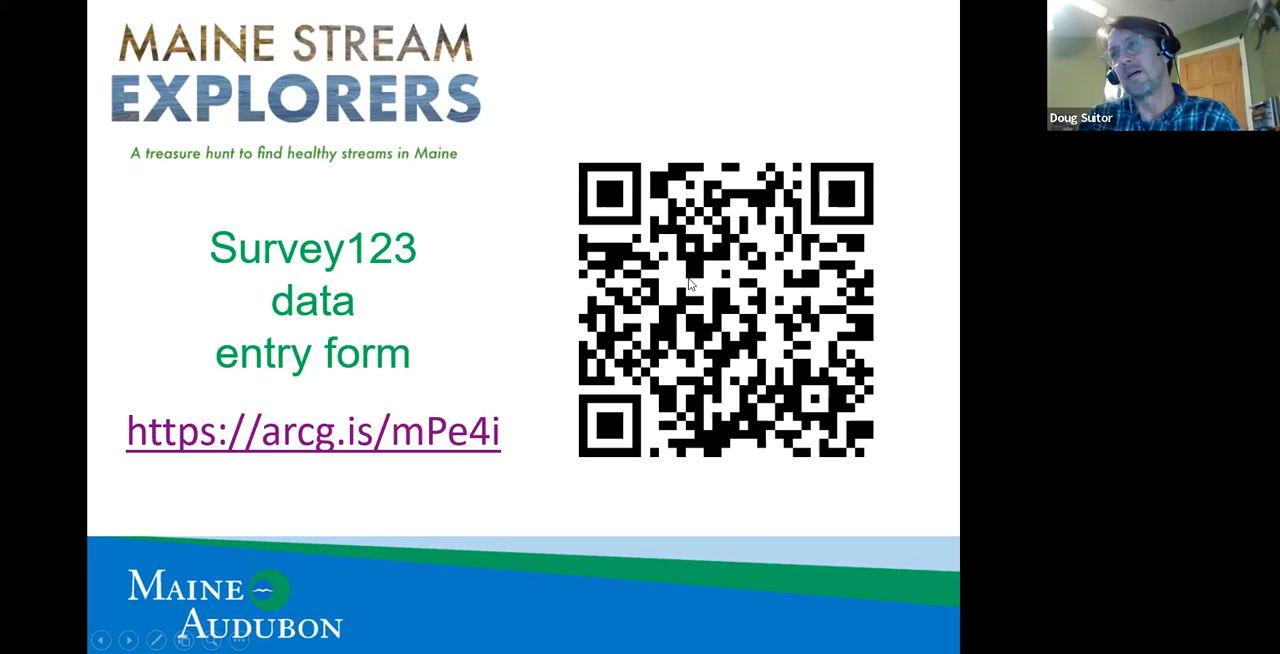 MAINE STREAM
EXPLORERS
A treasure hunt to find healthy streams in Maine
Survey123
data
entry form
https://arcg.is/mPe4i
MAINE
AUDUBON
Doug Suitor